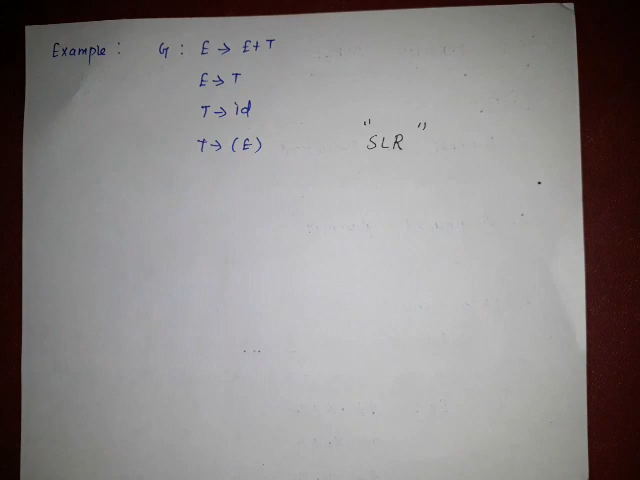 Example : G : E → E + T
E → T
T → id
T → (E) "SLR"
...